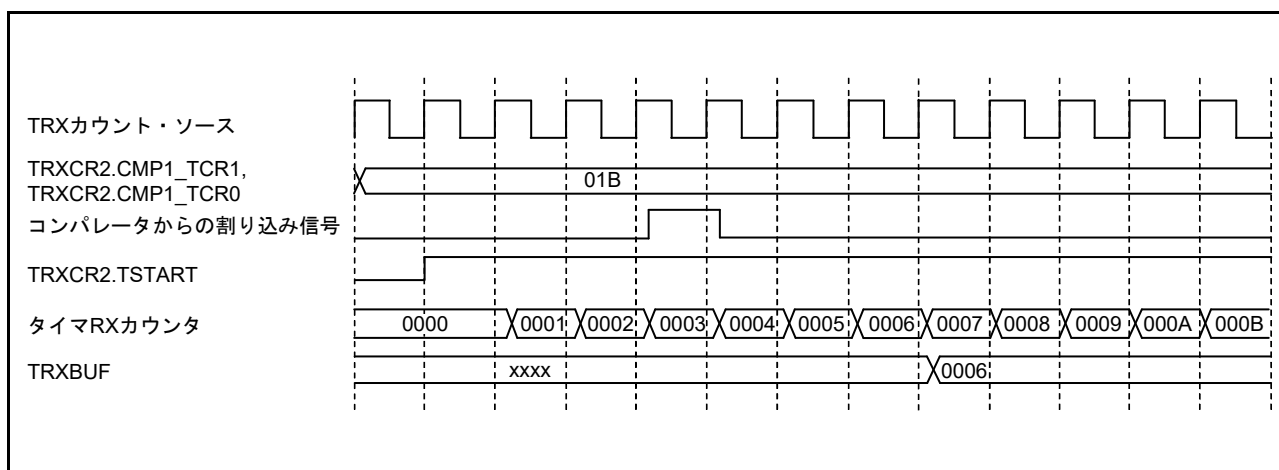 TRXカウント・ソース
TRXCR2.CMP1_TCR1,
TRXCR2.CMP1_TCR0
01B
コンパレータからの割り込み信号
TRXCR2.TSTART
タイマRXカウンタ
0000 0001 0002 0003 0004 0005 0006 0007 0008 0009 000A 000B
TRXBUF
xxxx 0006